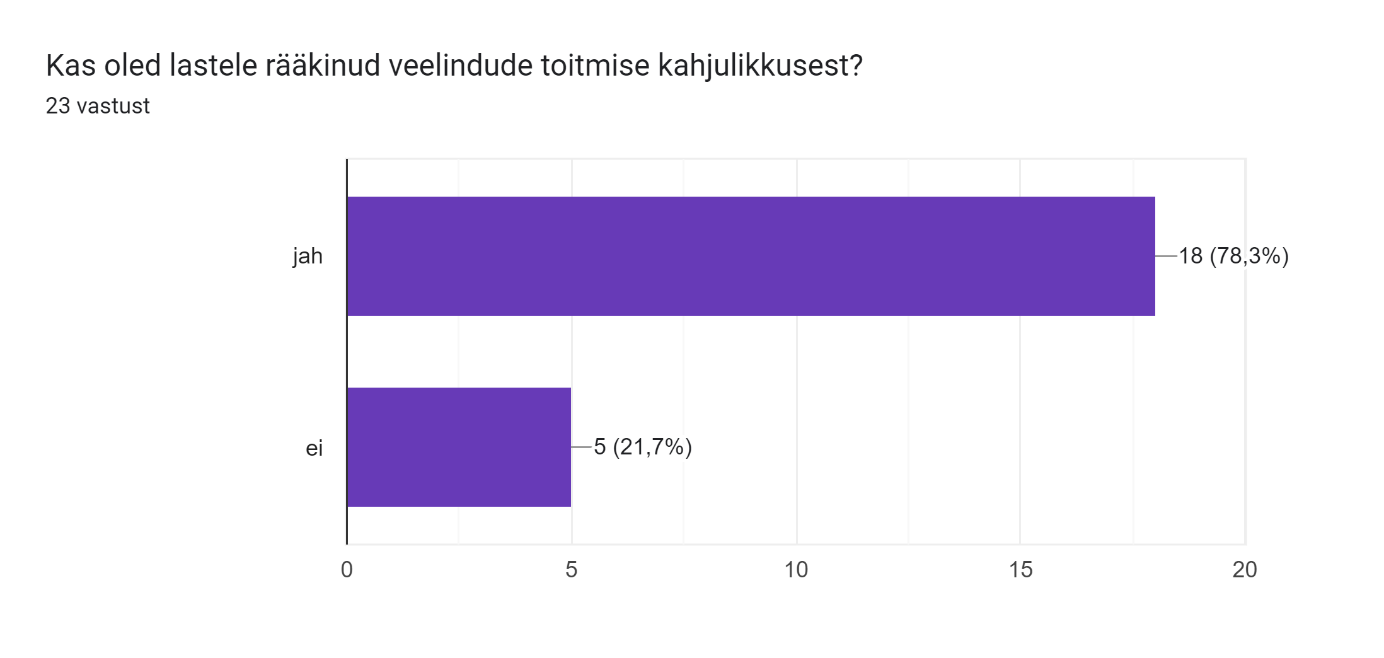 Kas oled lastele rääkinud veelindude toitmise kahjulikkusest?
23 vastust
jah
18 (78,3%)
ei
5 (21,7%)
0 5 10 15 20